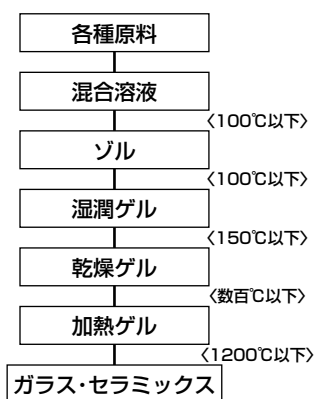 各種原料
混合溶液
〈100℃以下〉
ゾル
〈100℃以下〉
湿潤ゲル
〈150℃以下〉
乾燥ゲル
〈数百℃以下〉
加熱ゲル
〈1200℃以下〉
ガラス・セラミックス